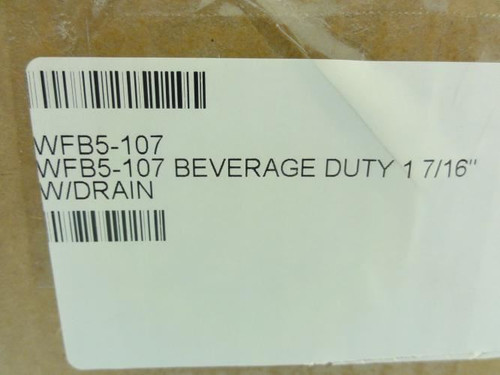 WFB5-107
WFB5-107 BEVERAGE DUTY 1 7/16"
W/DRAIN